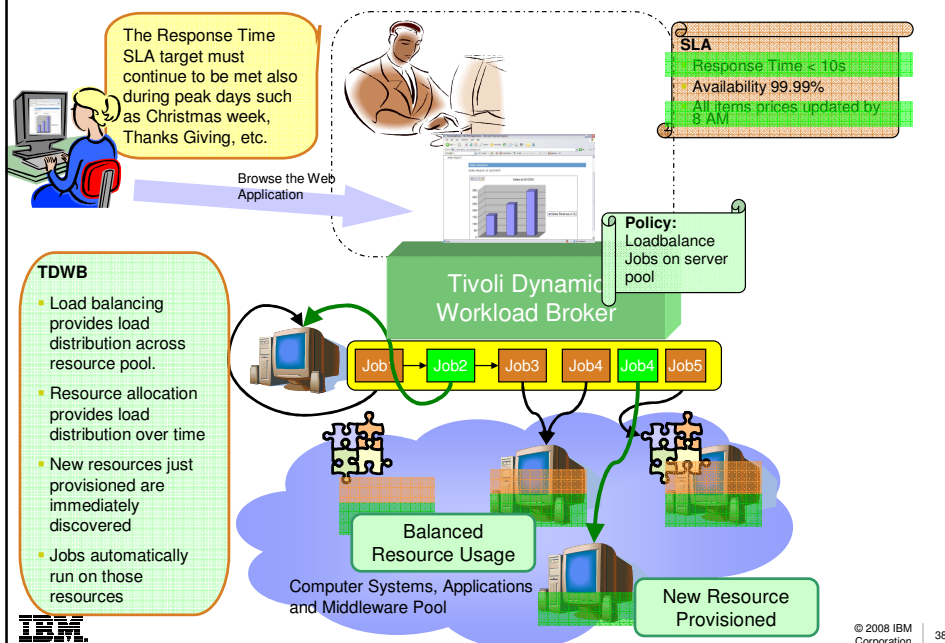 The Response Time
SLA target must
continue to be met also
during peak days such
as Christmas week,
Thanks Giving, etc.
SLA
Response Time < 10s
Availability 99.99%
All items prices updated by
8 AM
Browse the Web
Application
Policy:
Loadbalance
Jobs on server
pool
Tivoli Dynamic
Workload Broker
TDWB
Load balancing
provides load
distribution across
resource pool.
Resource allocation
provides load
distribution over time
New resources just
provisioned are
immediately
discovered
Jobs automatically
run on those
resources
Job1 Job2 Job3 Job4 Job4 Job5
Balanced
Resource Usage
Computer Systems, Applications
and Middleware Pool
New Resource
Provisioned
IBM
© 2008 IBM
Corporation
38